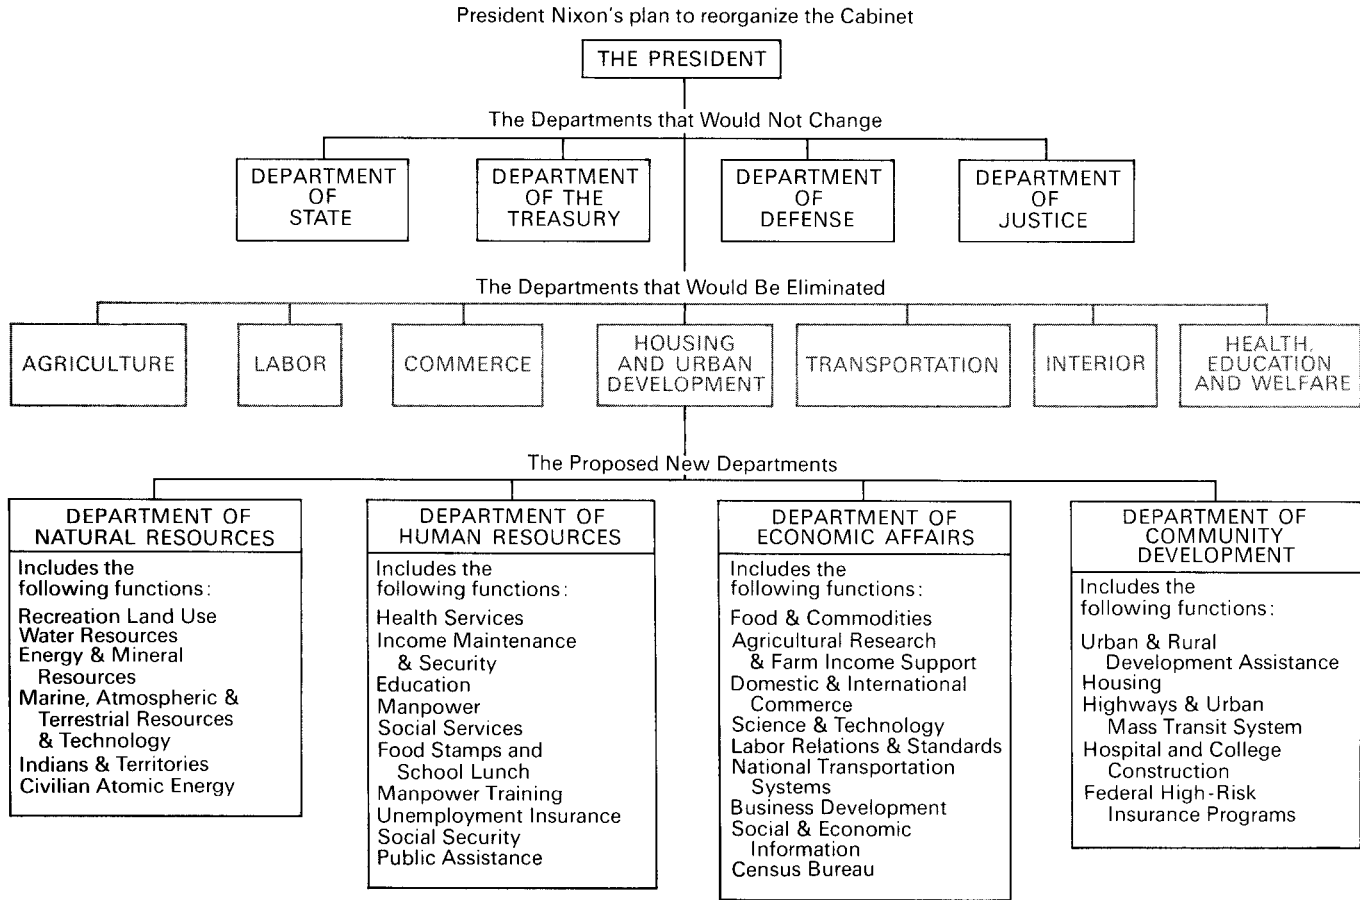 President Nixon's plan to reorganize the Cabinet
THE PRESIDENT
The Departments that Would Not Change
DEPARTMENT
OF
STATE
DEPARTMENT
OF THE
TREASURY
DEPARTMENT
OF
DEFENSE
DEPARTMENT
OF
JUSTICE
The Departments that Would Be Eliminated
AGRICULTURE
LABOR
COMMERCE
HOUSING
AND URBAN
DEVELOPMENT
TRANSPORTATION
INTERIOR
HEALTH,
EDUCATION
AND WELFARE
The Proposed New Departments
DEPARTMENT OF
NATURAL RESOURCES
Includes the
following functions:
Recreation Land Use
Water Resources
Energy & Mineral
Resources
Marine, Atmospheric &
Terrestrial Resources
& Technology
Indians & Territories
Civilian Atomic Energy
DEPARTMENT OF
HUMAN RESOURCES
Includes the
following functions:
Health Services
Income Maintenance
& Security
Education
Manpower
Social Services
Food Stamps and
School Lunch
Manpower Training
Unemployment Insurance
Social Security
Public Assistance
DEPARTMENT OF
ECONOMIC AFFAIRS
Includes the
following functions:
Food & Commodities
Agricultural Research
& Farm Income Support
Domestic & International
Commerce
Science & Technology
Labor Relations & Standards
National Transportation
Systems
Business Development
Social & Economic
Information
Census Bureau
DEPARTMENT OF
COMMUNITY
DEVELOPMENT
Includes the
following functions:
Urban & Rural
Development Assistance
Housing
Highways & Urban
Mass Transit System
Hospital and College
Construction
Federal High-Risk
Insurance Programs